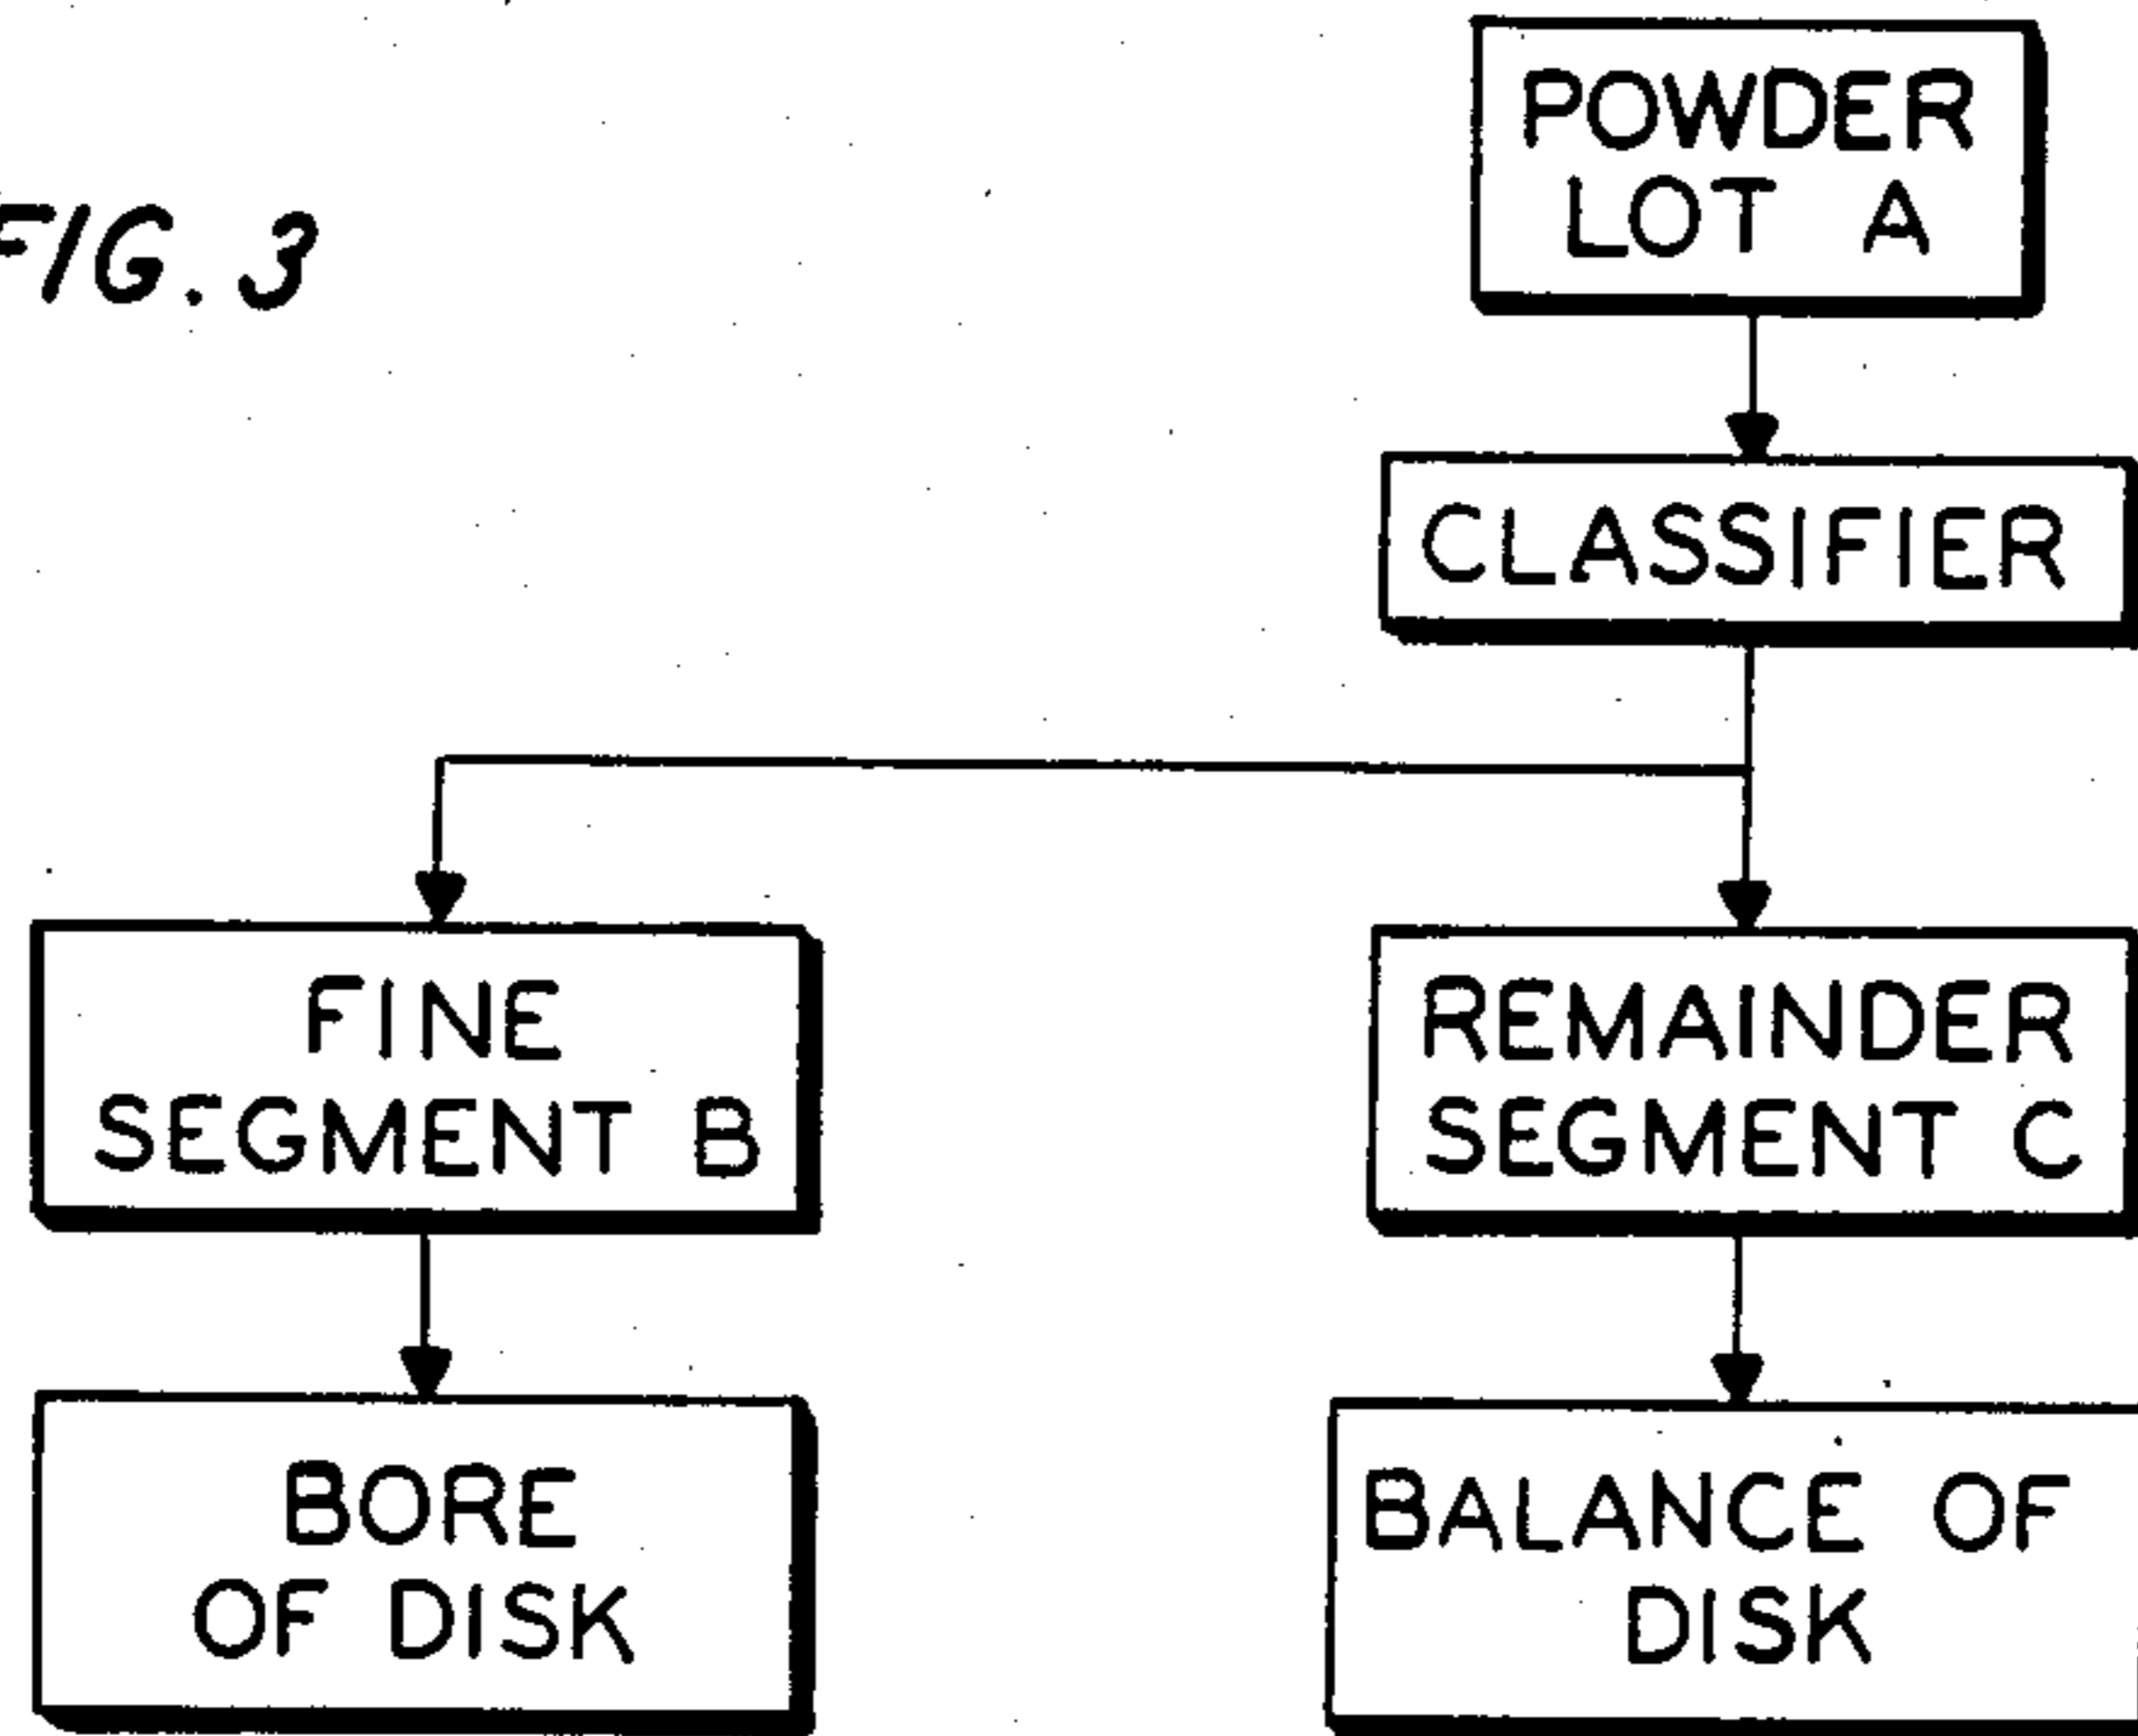 FIG. 3
POWDER
LOT A
CLASSIFIER
FINE
SEGMENT B
REMAINDER
SEGMENT C
BORE
OF DISK
BALANCE OF
DISK